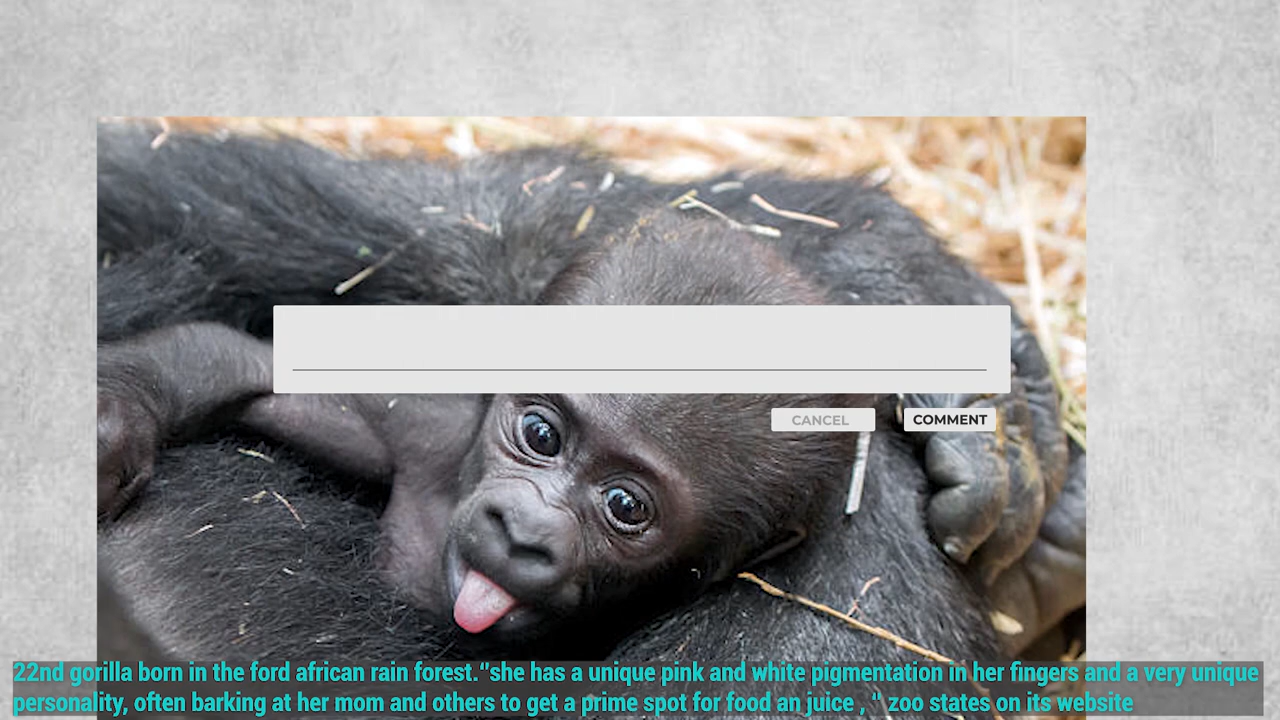 CANCEL COMMENT
22nd gorilla born in the ford african rain forest.‘’she has a unique pink and white pigmentation in her fingers and a very unique
personality, often barking at her mom and others to get a prime spot for food an juice , ‘’ zoo states on its website